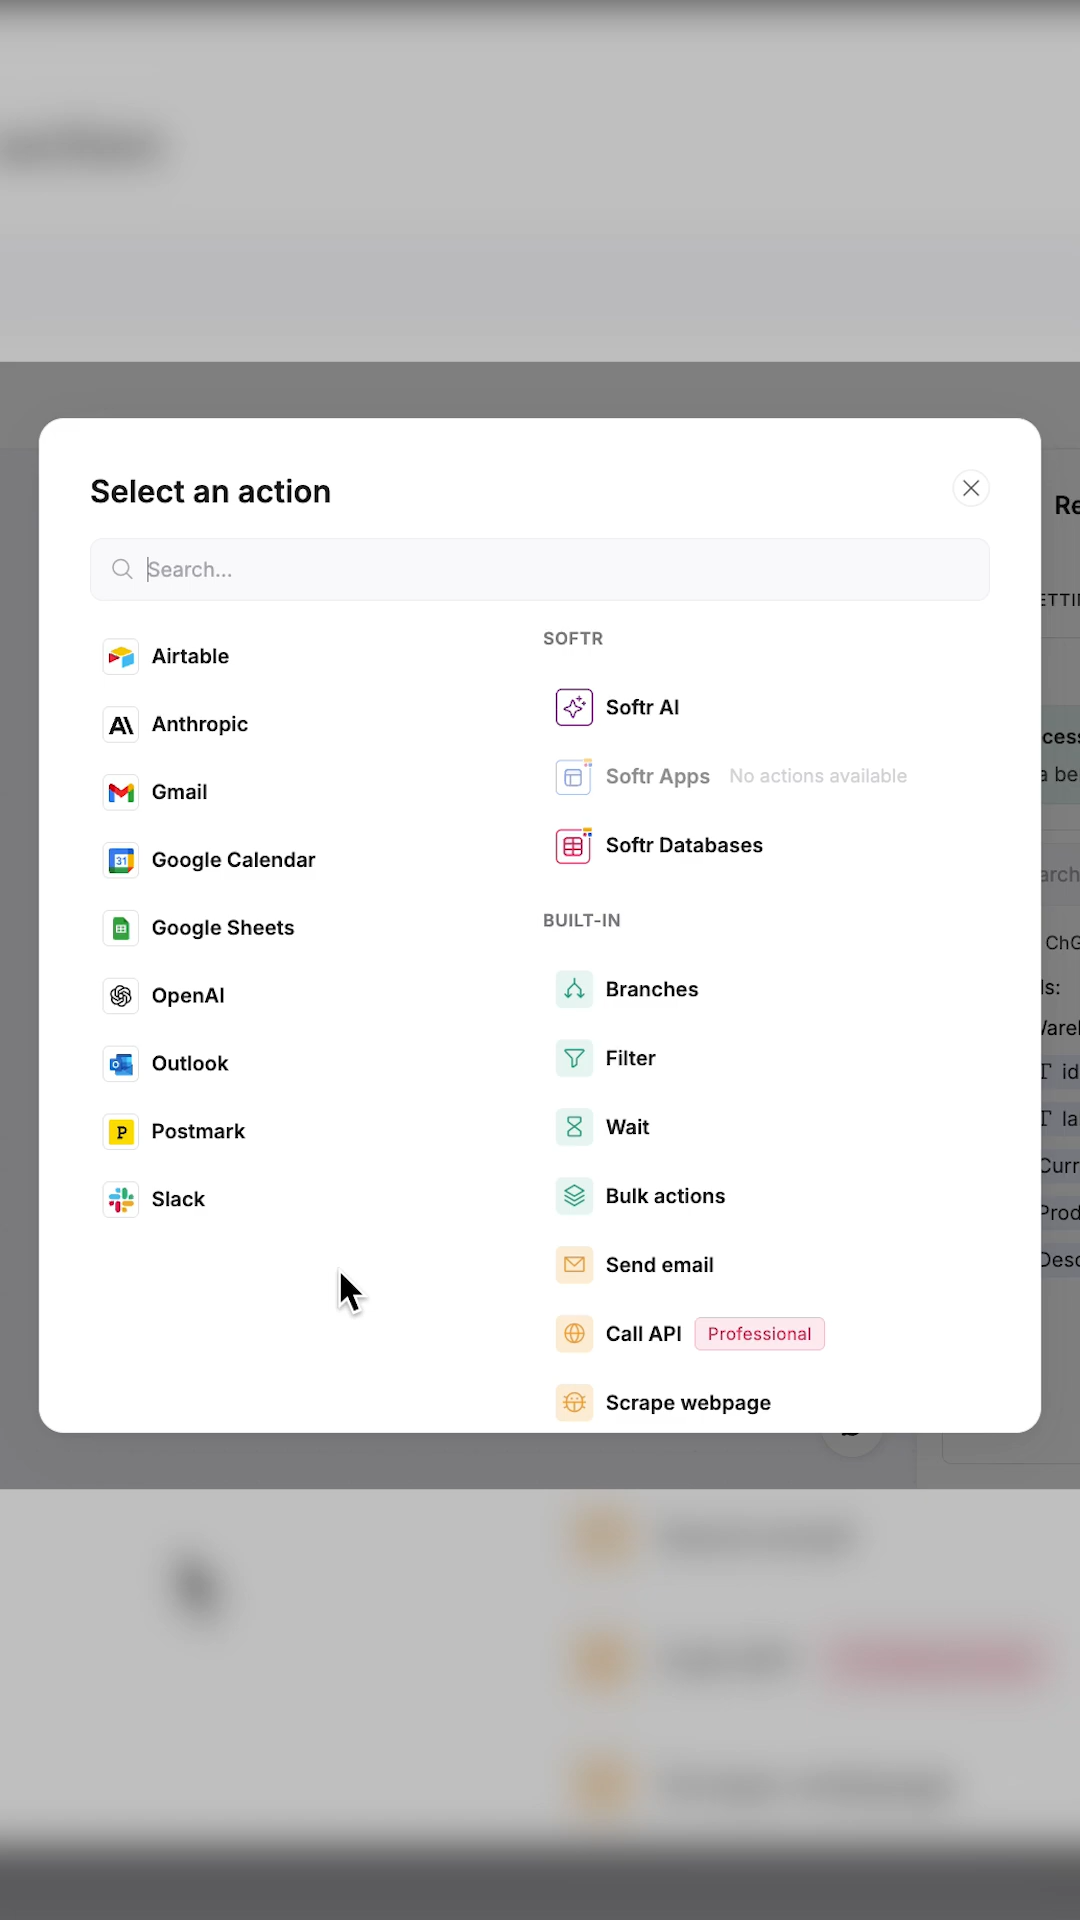 Select an action
Search...
Airtable
Anthropic
Gmail
Google Calendar
Google Sheets
OpenAI
Outlook
Postmark
Slack
SOFTR
Softr AI
Softr Apps No actions available
Softr Databases
BUILT-IN
Branches
Filter
Wait
Bulk actions
Send email
Call API Professional
Scrape webpage